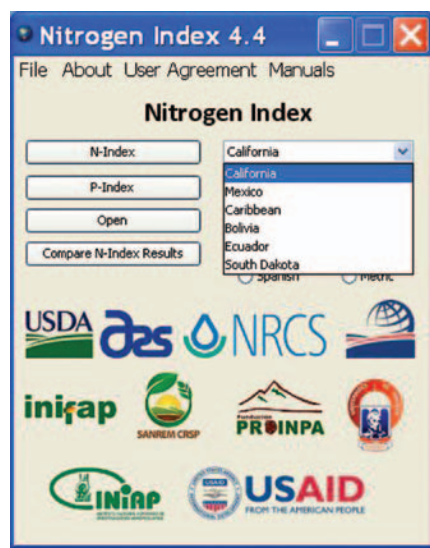 Nitrogen Index 4.4
File About User Agreement Manuals
Nitrogen Index
N-Index
California
California
P-Index
Mexico
Caribbean
Open
Bolivia
Ecuador
Compare N-Index Results
South Dakota
Spanish
Metric
USDA
NRCS
inifap
SANREM CRSP
Fundación
PROINPA
INIAP
USAID
FROM THE AMERICAN PEOPLE